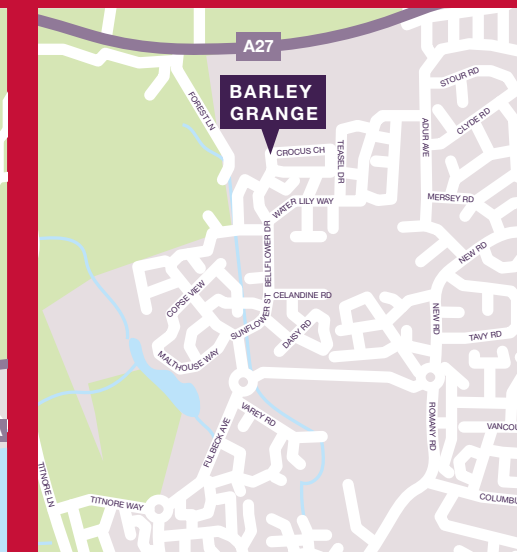 A27
BARLEY
GRANGE
STOUR RD
CLYDE RD
FOREST LN
ADUR AVE
TEASEL DR
CROCUS CH
MERSEY RD
WATER LILY WAY
BELLFLOWER DR
NEW RD
COPSE VIEW
CELANDINE RD
SUNFLOWER ST
DAISY RD
NEW RD
TAVY RD
MALTHOUSE WAY
VAREY RD
FULBECK AVE
ROMANY RD
VANCOU
TITNORE LN
TITNORE WAY
COLUMBU